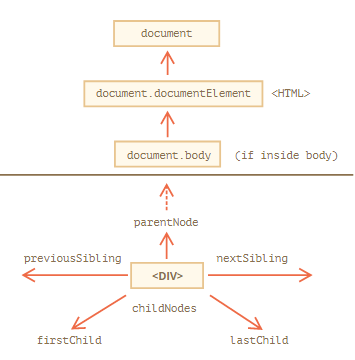 document
document.documentElement <HTML>
document.body (if inside body)
parentNode
previousSibling nextSibling
<DIV>
childNodes
firstChild lastChild